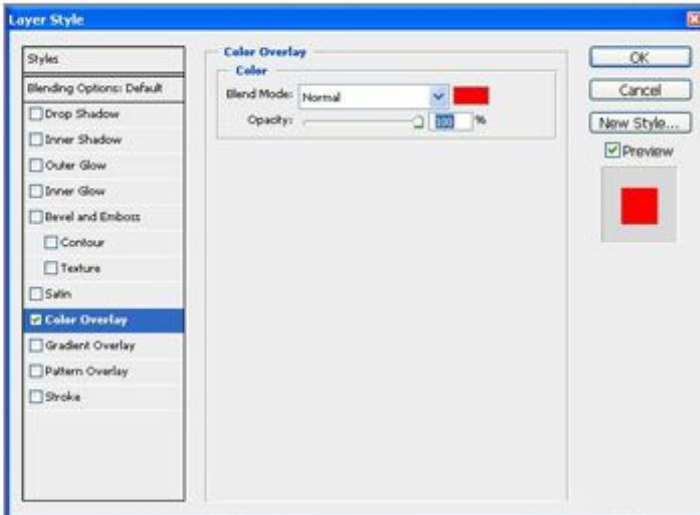 Layer Style
Styles
Blending Options: Default
Drop Shadow
Inner Shadow
Outer Glow
Inner Glow
Bevel and Emboss
Contour
Texture
Satin
Color Overlay
Gradient Overlay
Pattern Overlay
Stroke
Color Overlay
Color
Blend Mode: Normal
Opacity: 100 %
OK
Cancel
New Style...
Preview